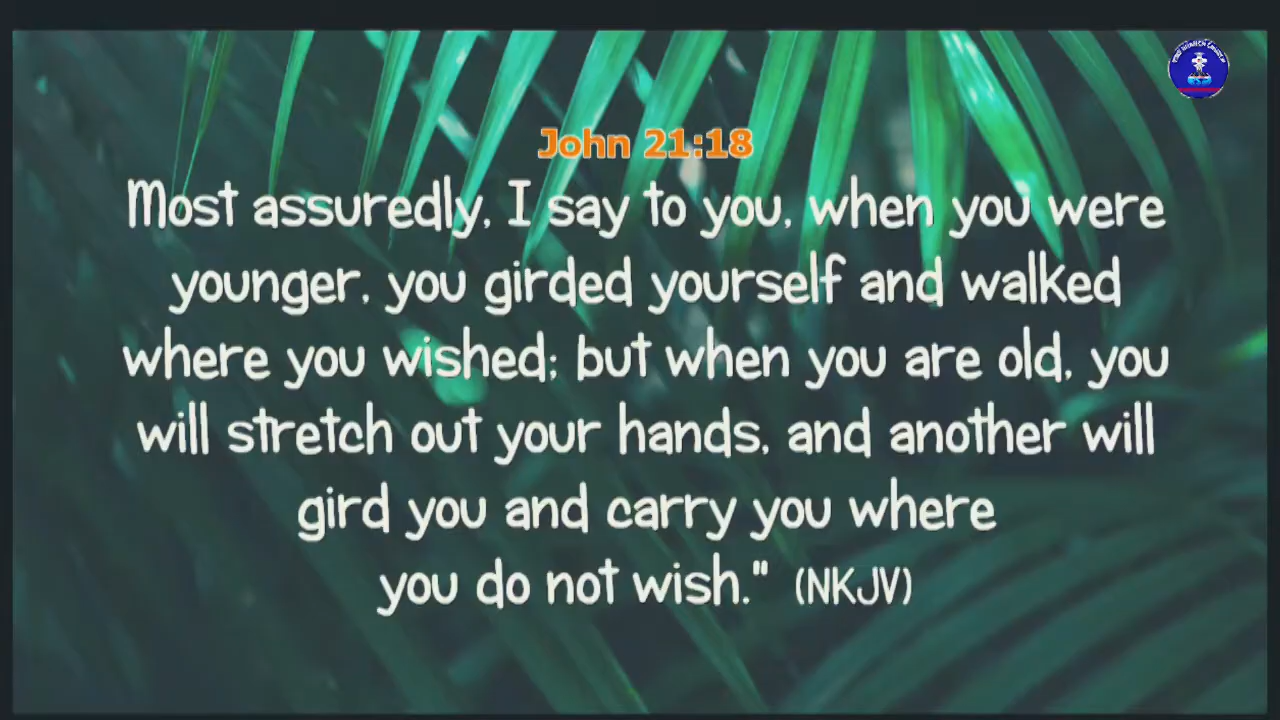 John 21:18
Most assuredly, I say to you, when you were
younger, you girded yourself and walked
where you wished; but when you are old, you
will stretch out your hands, and another will
gird you and carry you where
you do not wish." (NKJV)